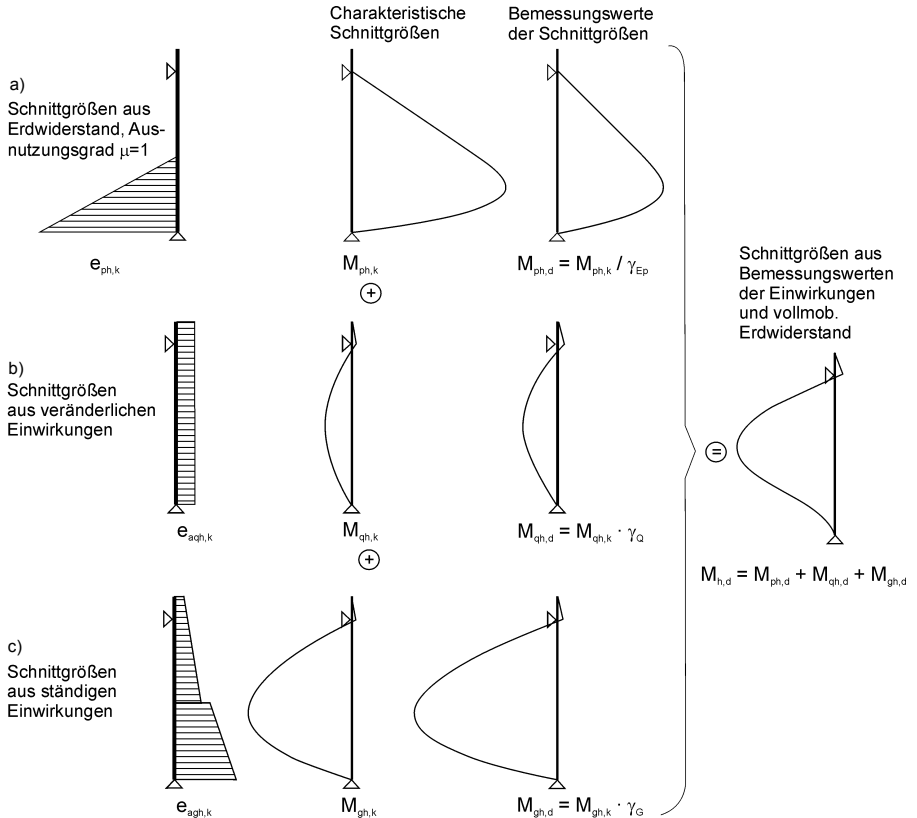 Charakteristische
Schnittgrößen
Bemessungswerte
der Schnittgrößen
a)
Schnittgrößen aus
Erdwiderstand, Aus-
nutzungsgrad μ=1
e_ph,k
M_ph,k
M_ph,d = M_ph,k / γ_Ep
+
b)
Schnittgrößen
aus veränderlichen
Einwirkungen
e_aqh,k
M_qh,k
M_qh,d = M_qh,k · γ_Q
+
c)
Schnittgrößen
aus ständigen
Einwirkungen
e_agh,k
M_gh,k
M_gh,d = M_gh,k · γ_G
=
Schnittgrößen aus
Bemessungswerten
der Einwirkungen
und vollmob.
Erdwiderstand
M_h,d = M_ph,d + M_qh,d + M_gh,d